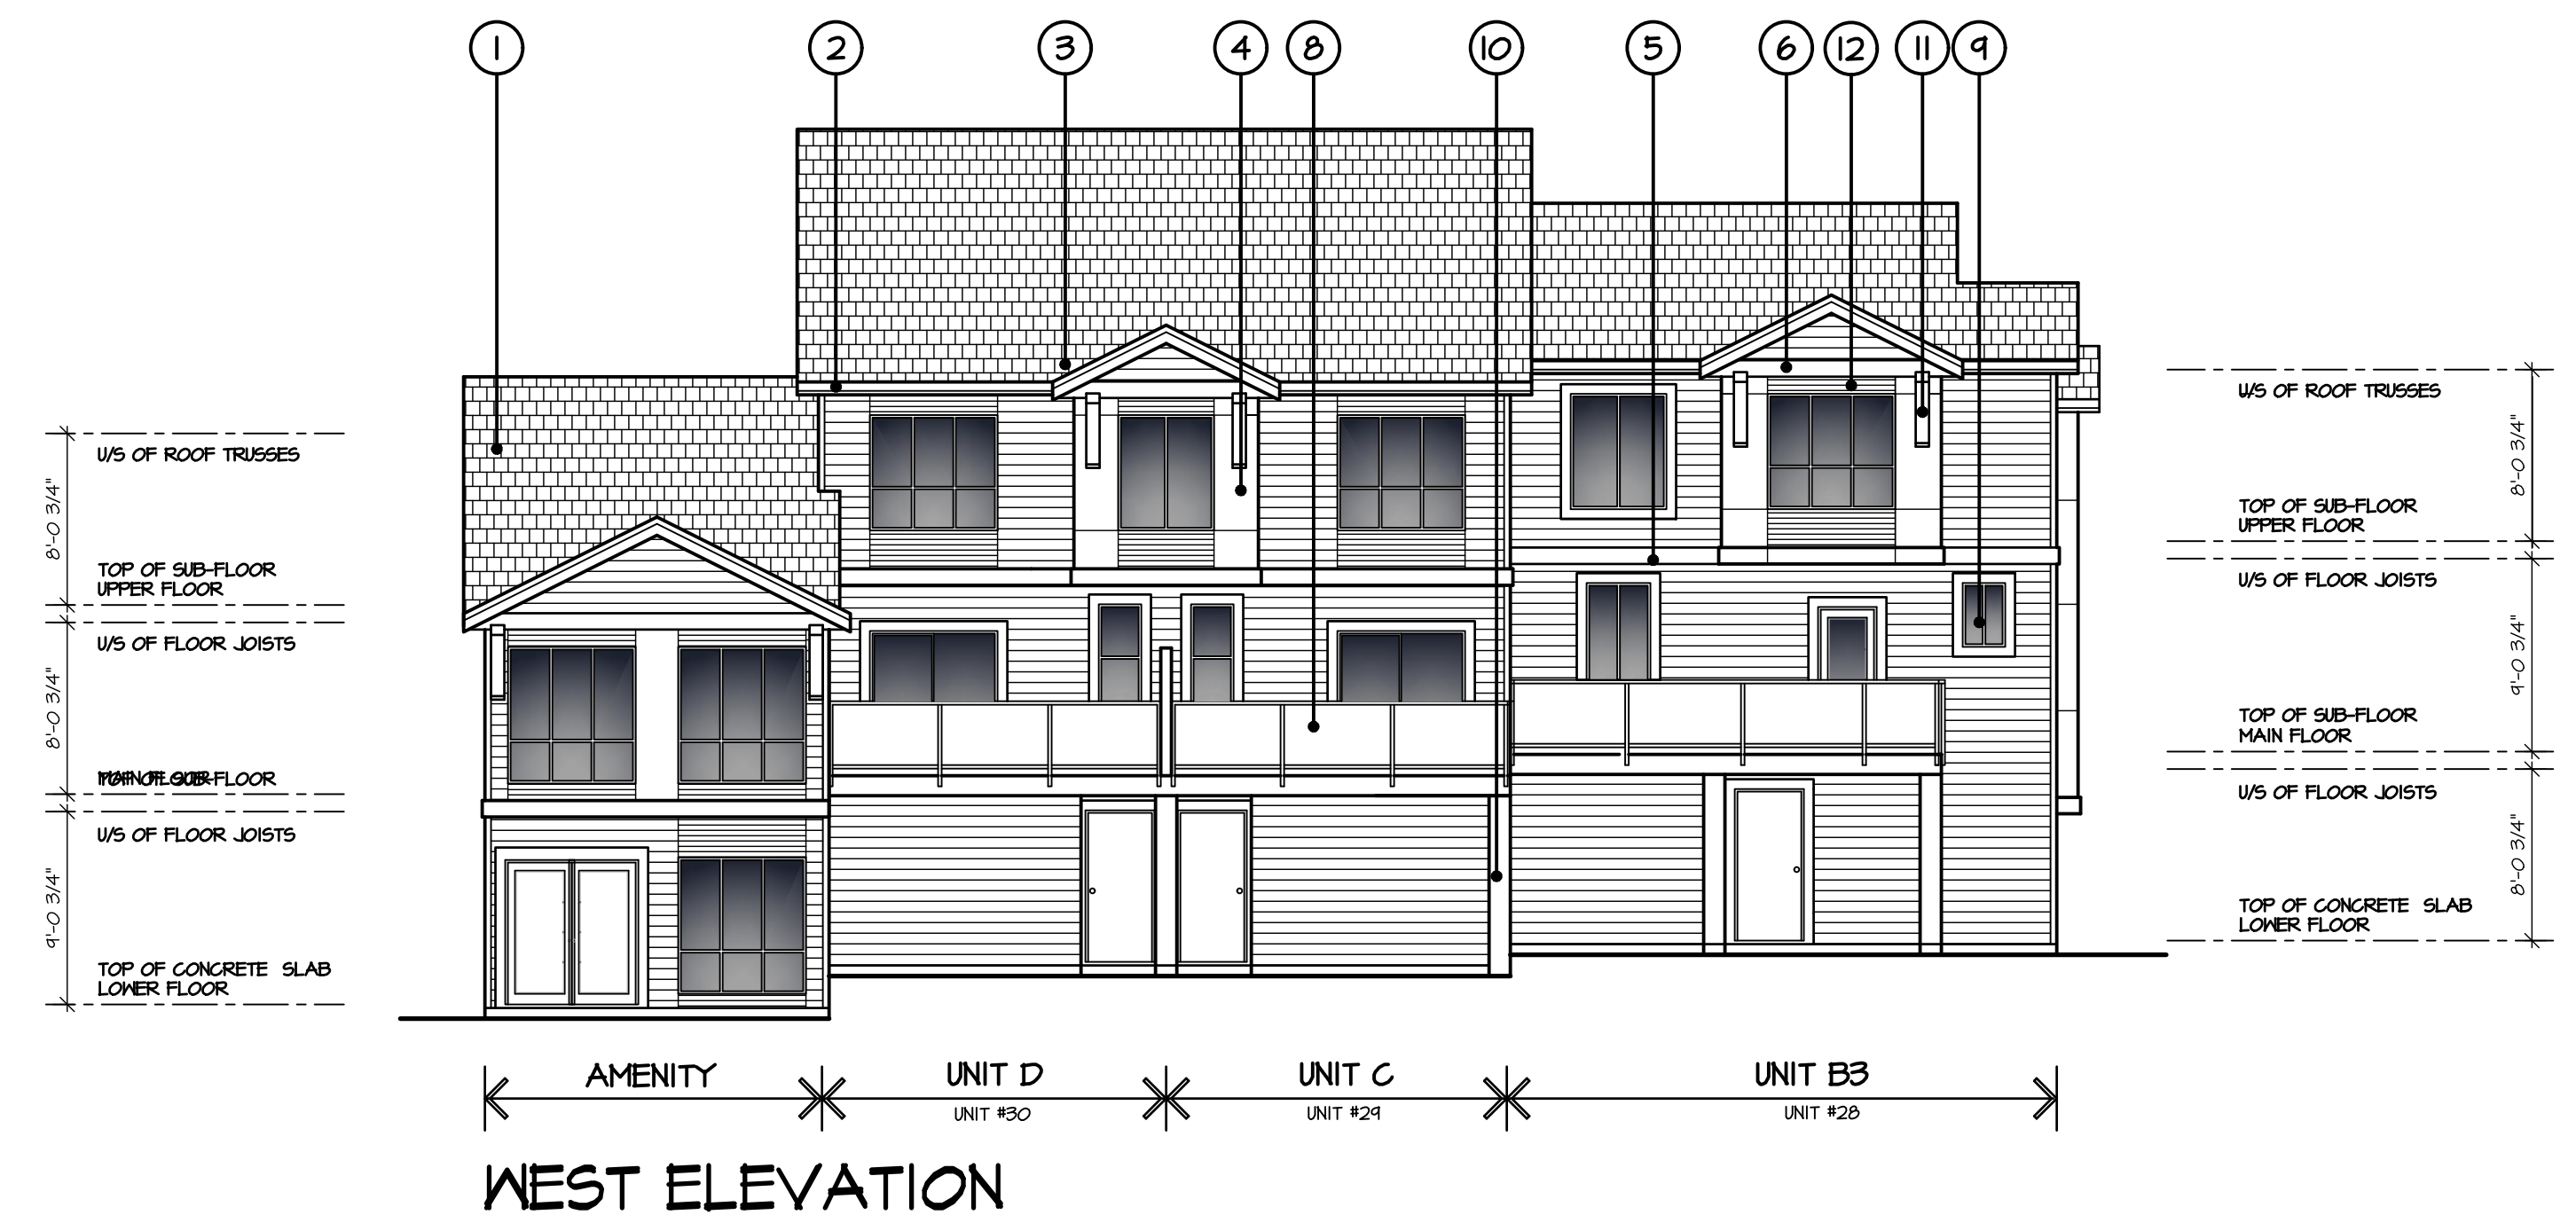 1 2 3 4 8 10 5 6 12 11 9
U/S OF ROOF TRUSSES
8'-0 3/4"
TOP OF SUB-FLOOR
UPPER FLOOR
U/S OF FLOOR JOISTS
8'-0 3/4"
U/S OF FLOOR JOISTS
9'-0 3/4"
TOP OF CONCRETE SLAB
LOWER FLOOR
U/S OF ROOF TRUSSES
8'-0 3/4"
TOP OF SUB-FLOOR
UPPER FLOOR
U/S OF FLOOR JOISTS
9'-0 3/4"
TOP OF SUB-FLOOR
MAIN FLOOR
U/S OF FLOOR JOISTS
8'-0 3/4"
TOP OF CONCRETE SLAB
LOWER FLOOR
AMENITY
UNIT D
UNIT #30
UNIT C
UNIT #29
UNIT B3
UNIT #28
WEST ELEVATION